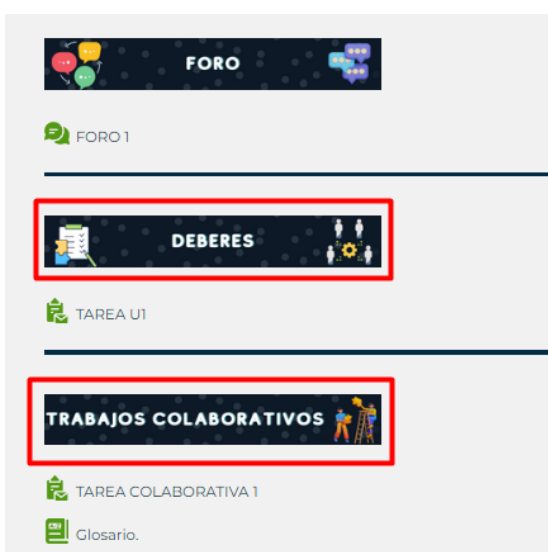 FORO
FORO 1
DEBERES
TAREA U1
TRABAJOS COLABORATIVOS
TAREA COLABORATIVA 1
Glosario.